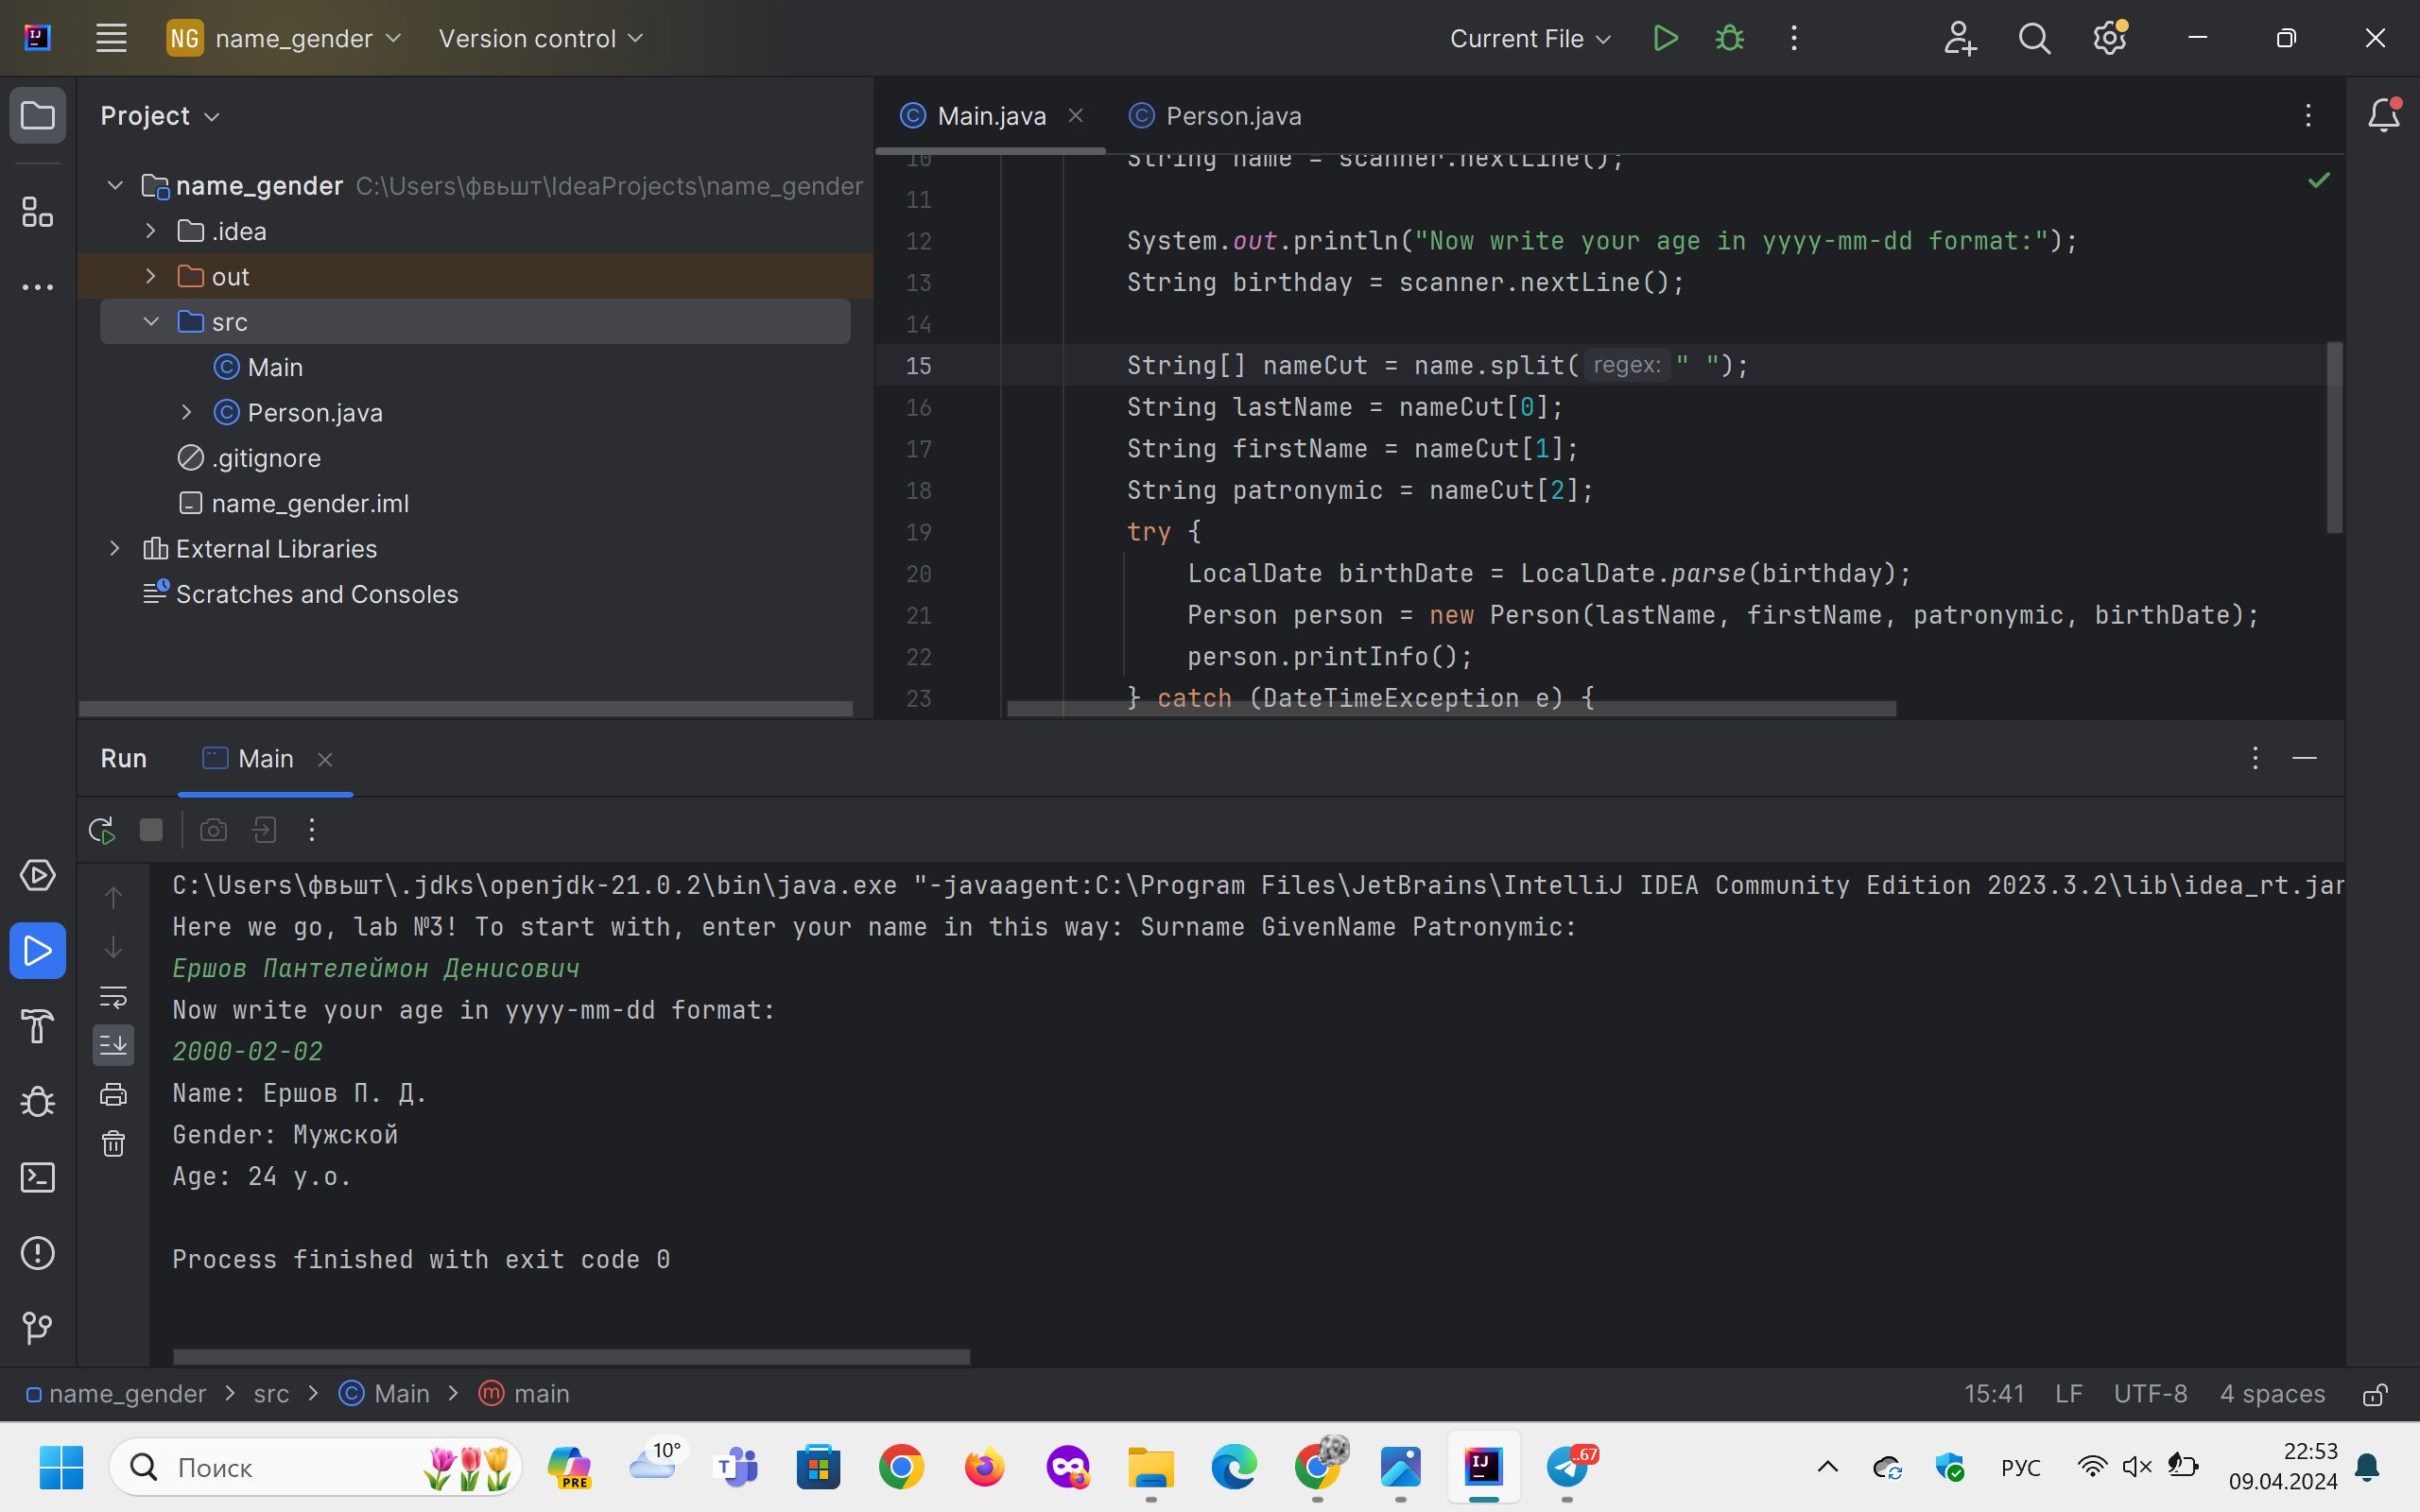 NG name_gender Version control Current File
Project
Main.java Person.java
name_gender C:\Users\фвьшт\IdeaProjects\name_gender
.idea
out
src
Main
Person.java
.gitignore
name_gender.iml
External Libraries
Scratches and Consoles
10 String name = scanner.nextLine();
11
12 System.out.println("Now write your age in yyyy-mm-dd format:");
13 String birthday = scanner.nextLine();
14
15 String[] nameCut = name.split( regex: " ");
16 String lastName = nameCut[0];
17 String firstName = nameCut[1];
18 String patronymic = nameCut[2];
19 try {
20 LocalDate birthDate = LocalDate.parse(birthday);
21 Person person = new Person(lastName, firstName, patronymic, birthDate);
22 person.printInfo();
23 } catch (DateTimeException e) {
Run Main
C:\Users\фвьшт\.jdks\openjdk-21.0.2\bin\java.exe "-javaagent:C:\Program Files\JetBrains\IntelliJ IDEA Community Edition 2023.3.2\lib\idea_rt.jar
Here we go, lab №3! To start with, enter your name in this way: Surname GivenName Patronymic:
Ершов Пантелеймон Денисович
Now write your age in yyyy-mm-dd format:
2000-02-02
Name: Ершов П. Д.
Gender: Мужской
Age: 24 y.o.
Process finished with exit code 0
name_gender > src > Main > main 15:41 LF UTF-8 4 spaces
Поиск PRE 10° ..67 РУС 22:53
09.04.2024